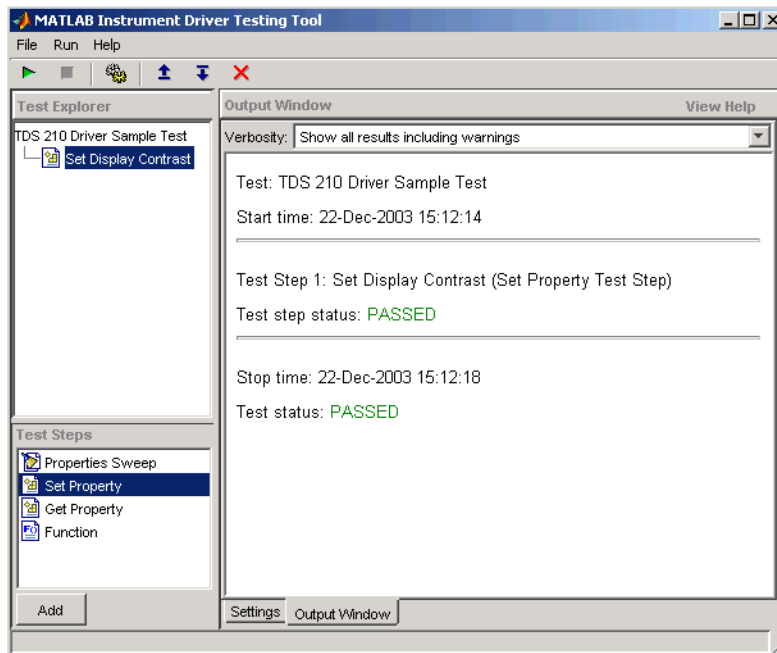 MATLAB Instrument Driver Testing Tool
File Run Help
Test Explorer
TDS 210 Driver Sample Test
Set Display Contrast
Test Steps
Properties Sweep
Set Property
Get Property
Function
Add
Output Window View Help
Verbosity: Show all results including warnings
Test: TDS 210 Driver Sample Test
Start time: 22-Dec-2003 15:12:14
Test Step 1: Set Display Contrast (Set Property Test Step)
Test step status: PASSED
Stop time: 22-Dec-2003 15:12:18
Test status: PASSED
Settings Output Window